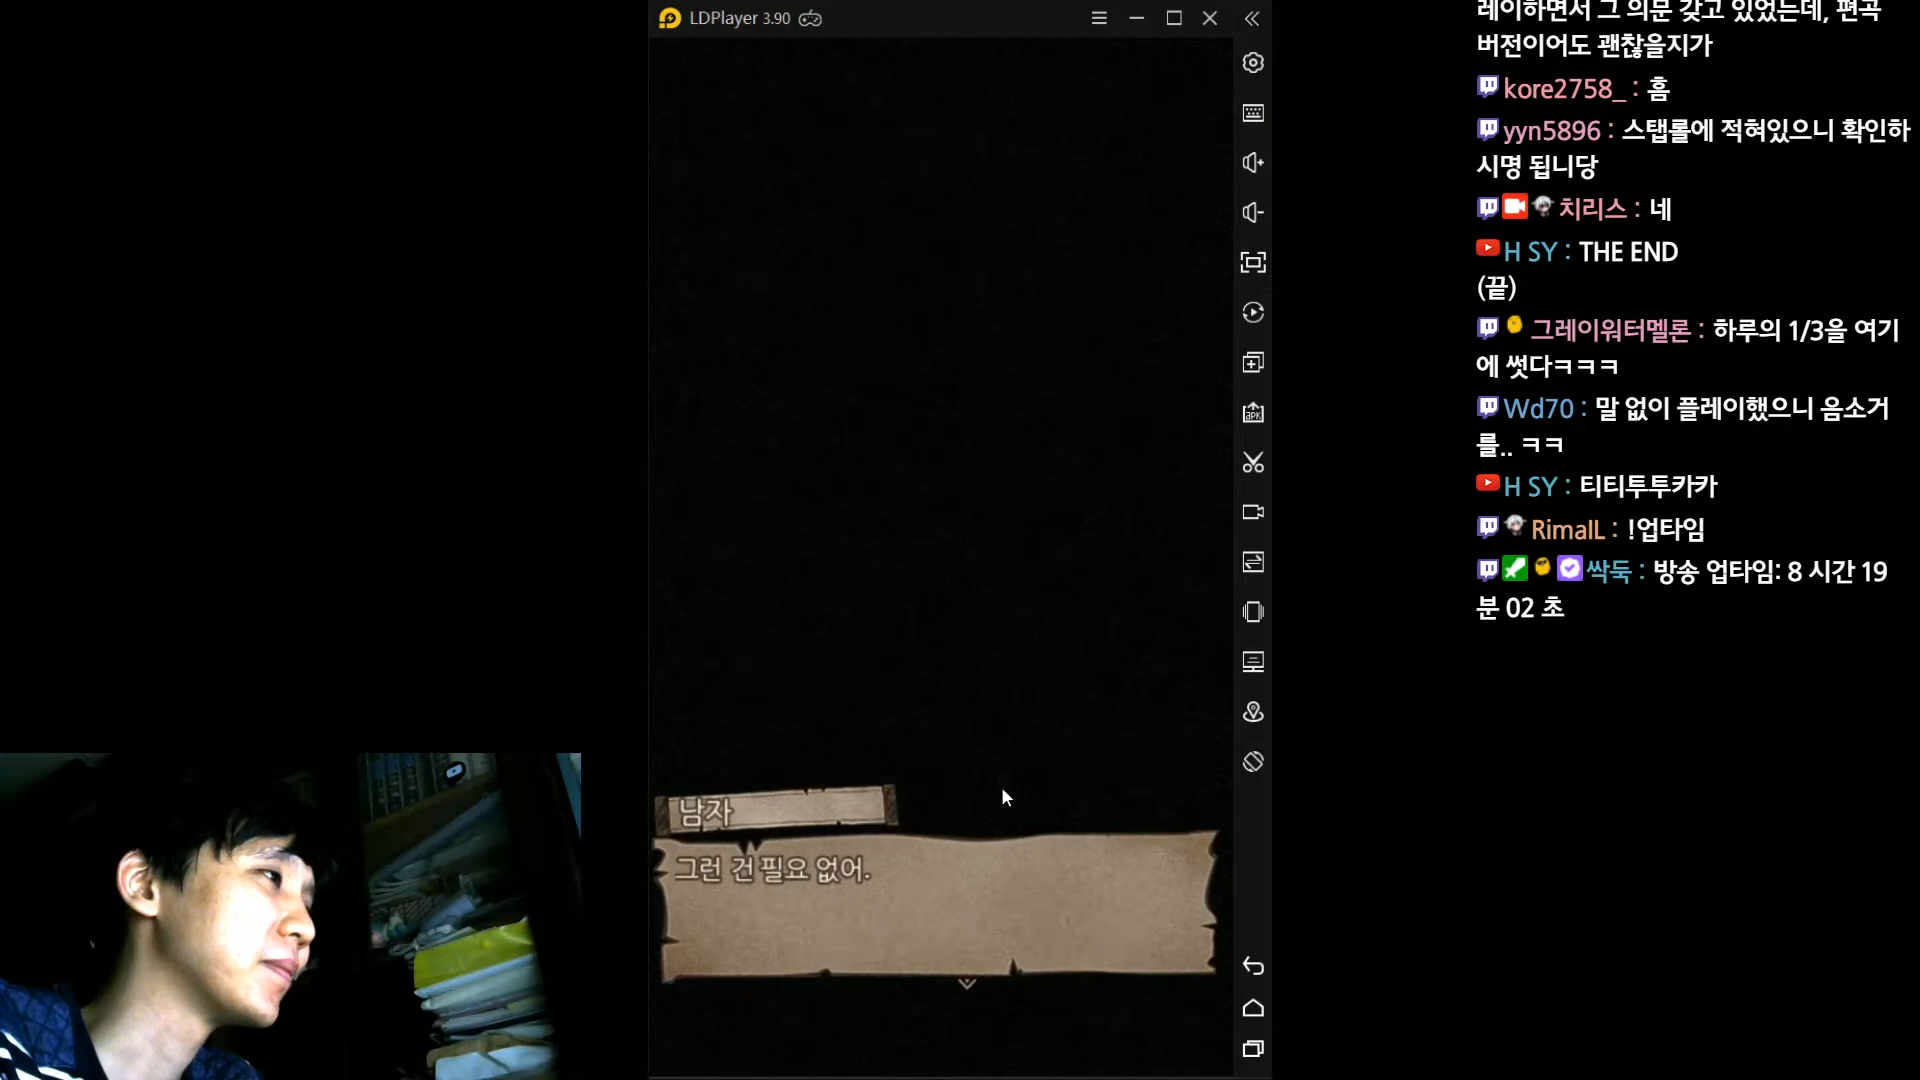 LDPlayer 3.90
남자
그런 건 필요 없어.
레이하면서 그 의문 갖고 있었는데, 편곡
버전이어도 괜찮을지가
kore2758_ : 흠
yyn5896 : 스탭롤에 적혀있으니 확인하
시명 됩니당
치리스 : 네
H SY : THE END
(끝)
그레이워터멜론 : 하루의 1/3을 여기
에 썻다ㅋㅋㅋ
Wd70 : 말 없이 플레이했으니 음소거
를.. ㅋㅋ
H SY : 티티투투카카
RimaIL : !업타임
싹둑 : 방송 업타임: 8 시간 19
분 02 초